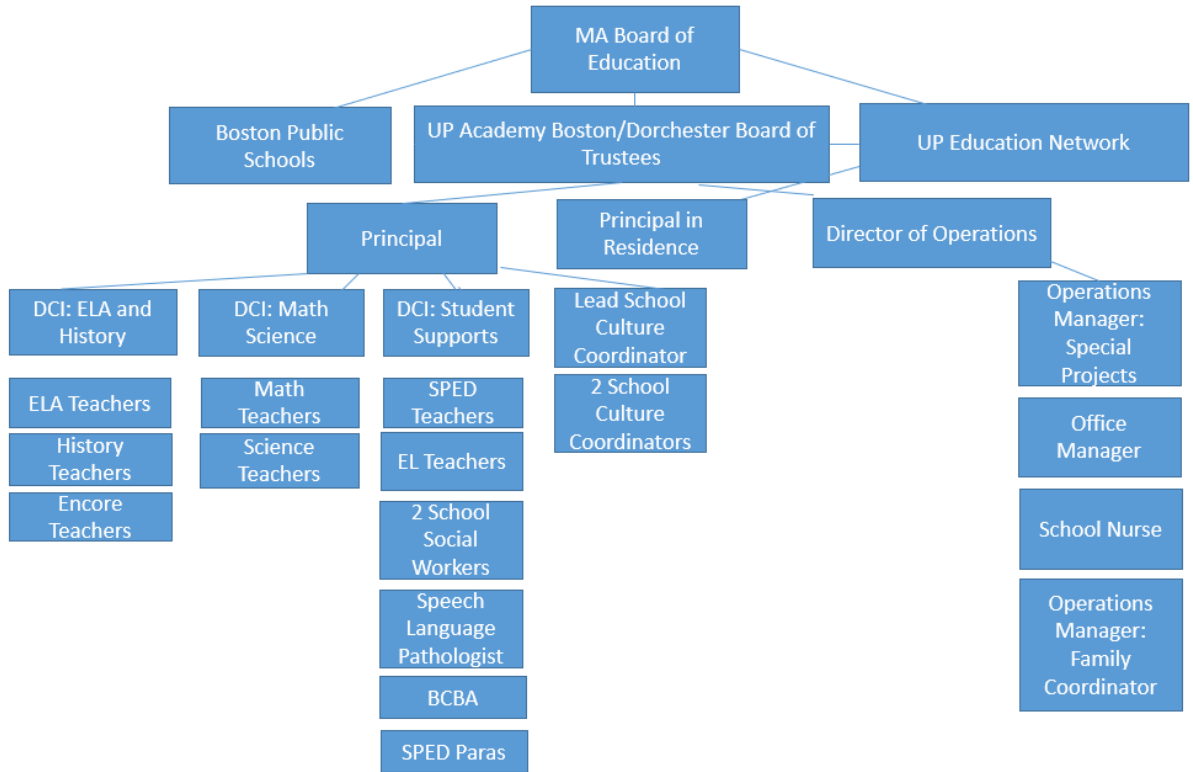 MA Board of
Education
Boston Public
Schools
UP Academy Boston/Dorchester Board of
Trustees
UP Education Network
Principal
Principal in
Residence
Director of Operations
DCI: ELA and
History
DCI: Math
Science
DCI: Student
Supports
Lead School
Culture
Coordinator
Operations
Manager:
Special
Projects
ELA Teachers
History
Teachers
Encore
Teachers
Math
Teachers
Science
Teachers
SPED
Teachers
EL Teachers
2 School
Social
Workers
Speech
Language
Pathologist
BCBA
SPED Paras
2 School
Culture
Coordinators
Office
Manager
School Nurse
Operations
Manager:
Family
Coordinator